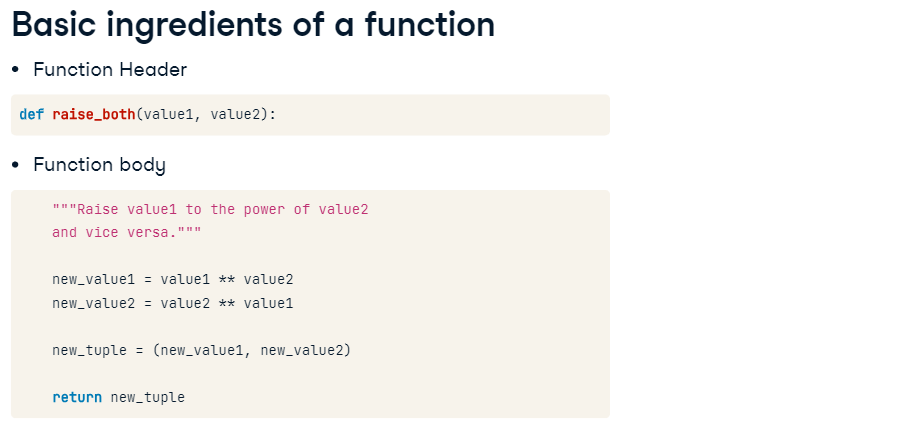 Basic ingredients of a function
• Function Header
def raise_both(value1, value2):
• Function body
"""Raise value1 to the power of value2
and vice versa."""
new_value1 = value1 ** value2
new_value2 = value2 ** value1
new_tuple = (new_value1, new_value2)
return new_tuple